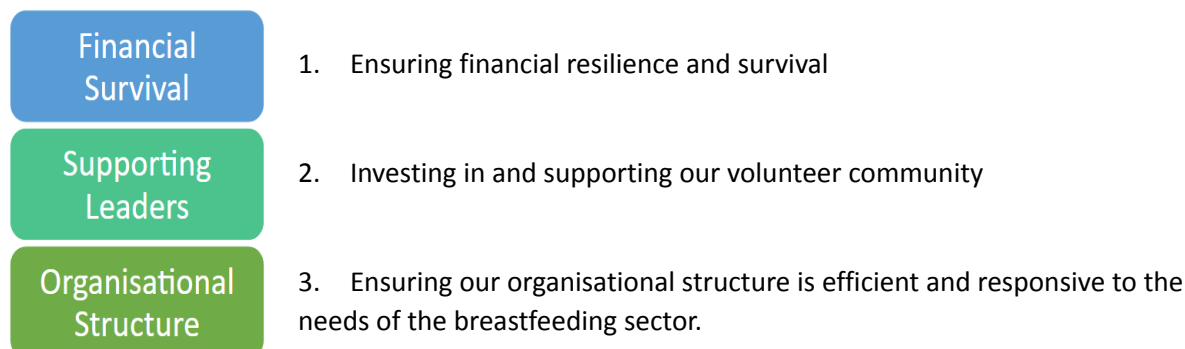 Financial
Survival
1. Ensuring financial resilience and survival
Supporting
Leaders
2. Investing in and supporting our volunteer community
Organisational
Structure
3. Ensuring our organisational structure is efficient and responsive to the
needs of the breastfeeding sector.